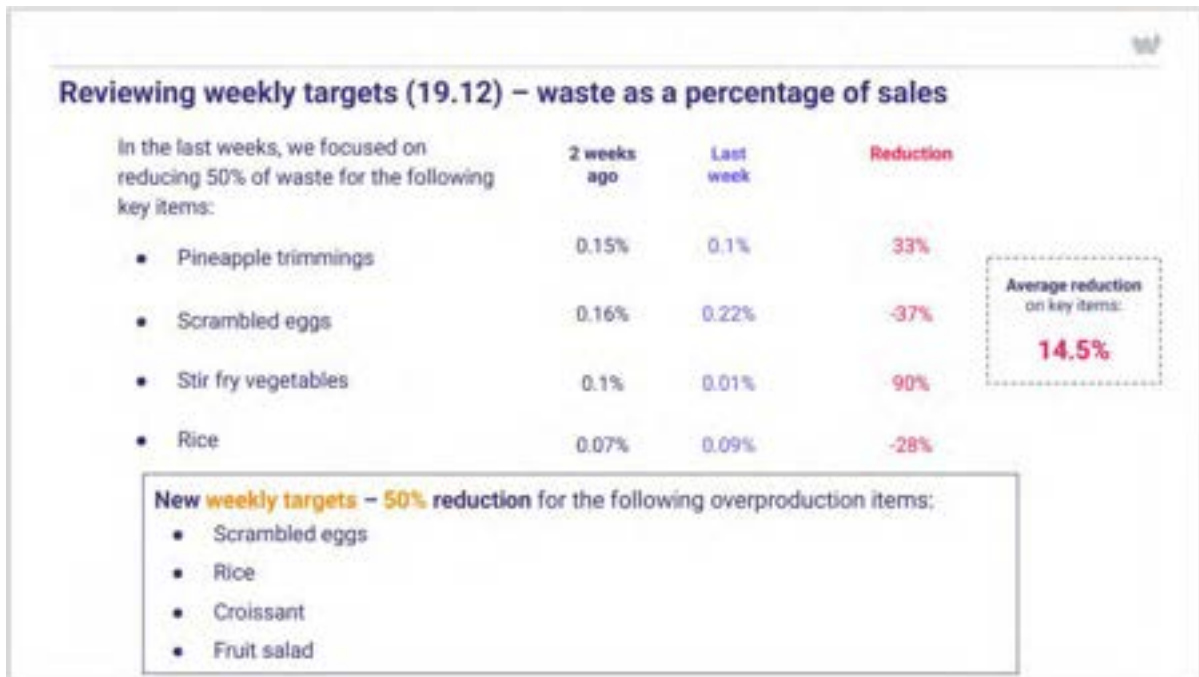 Reviewing weekly targets (19.12) – waste as a percentage of sales
In the last weeks, we focused on
reducing 50% of waste for the following
key items:
2 weeks
ago
Last
week
Reduction
● Pineapple trimmings 0.15% 0.1% 33%
● Scrambled eggs 0.16% 0.22% -37%
● Stir fry vegetables 0.1% 0.01% 90%
● Rice 0.07% 0.09% -28%
Average reduction
on key items:
14.5%
New weekly targets – 50% reduction for the following overproduction items:
● Scrambled eggs
● Rice
● Croissant
● Fruit salad